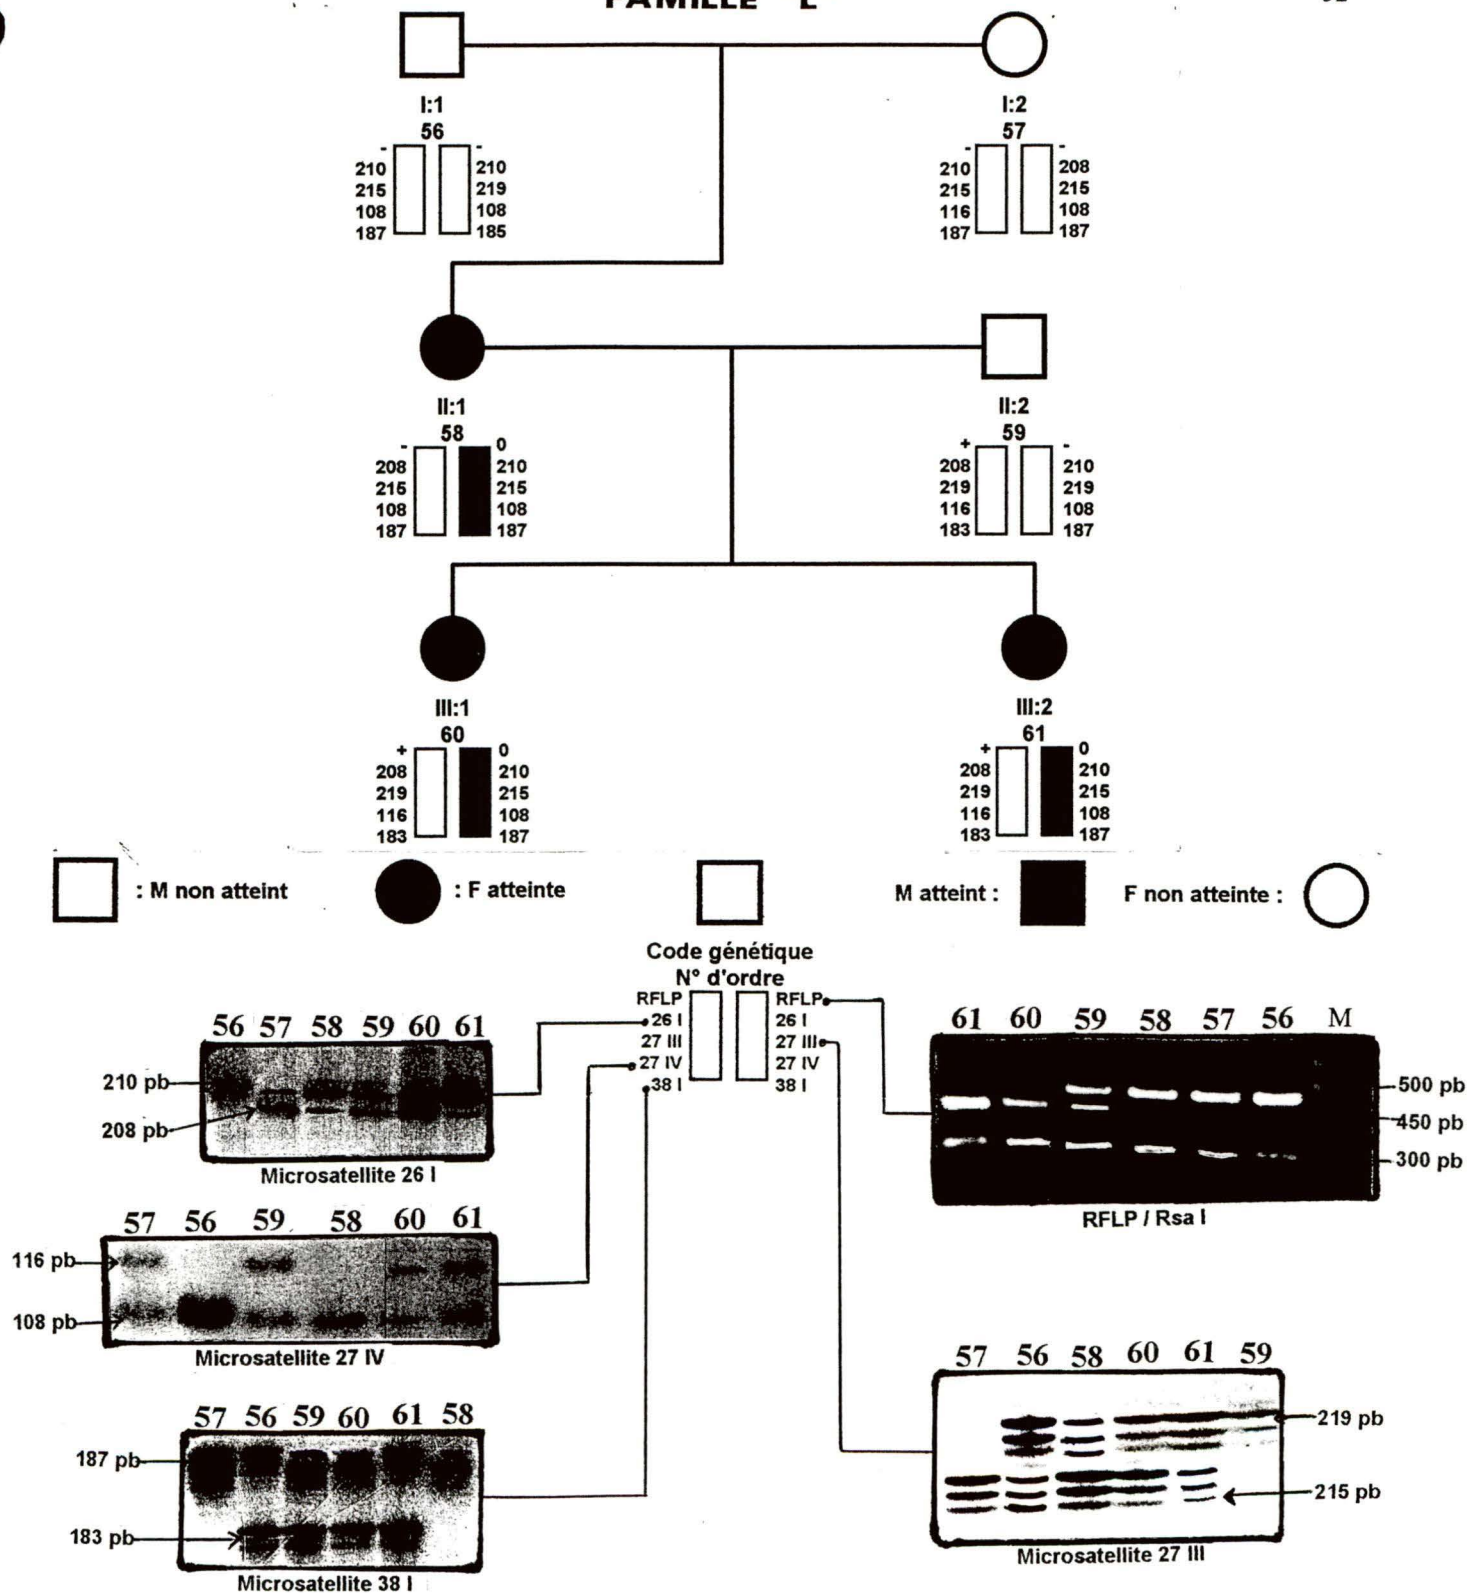 FAMILLE L
I:1
56
- -
210 210
215 219
108 108
187 185
I:2
57
- -
210 208
215 215
116 108
187 187
II:1
58
- 0
208 210
215 215
108 108
187 187
II:2
59
+ -
208 210
219 219
116 108
183 187
III:1
60
+ 0
208 210
219 215
116 108
183 187
III:2
61
+ 0
208 210
219 215
116 108
183 187
: M non atteint
: F atteinte
M atteint :
F non atteinte :
Code génétique
N° d'ordre
RFLP RFLP
26 I 26 I
27 III 27 III
27 IV 27 IV
38 I 38 I
56 57 58 59 60 61
210 pb
208 pb
Microsatellite 26 I
57 56 59 58 60 61
116 pb
108 pb
Microsatellite 27 IV
57 56 59 60 61 58
187 pb
183 pb
Microsatellite 38 I
61 60 59 58 57 56 M
500 pb
450 pb
300 pb
RFLP / Rsa I
57 56 58 60 61 59
219 pb
215 pb
Microsatellite 27 III